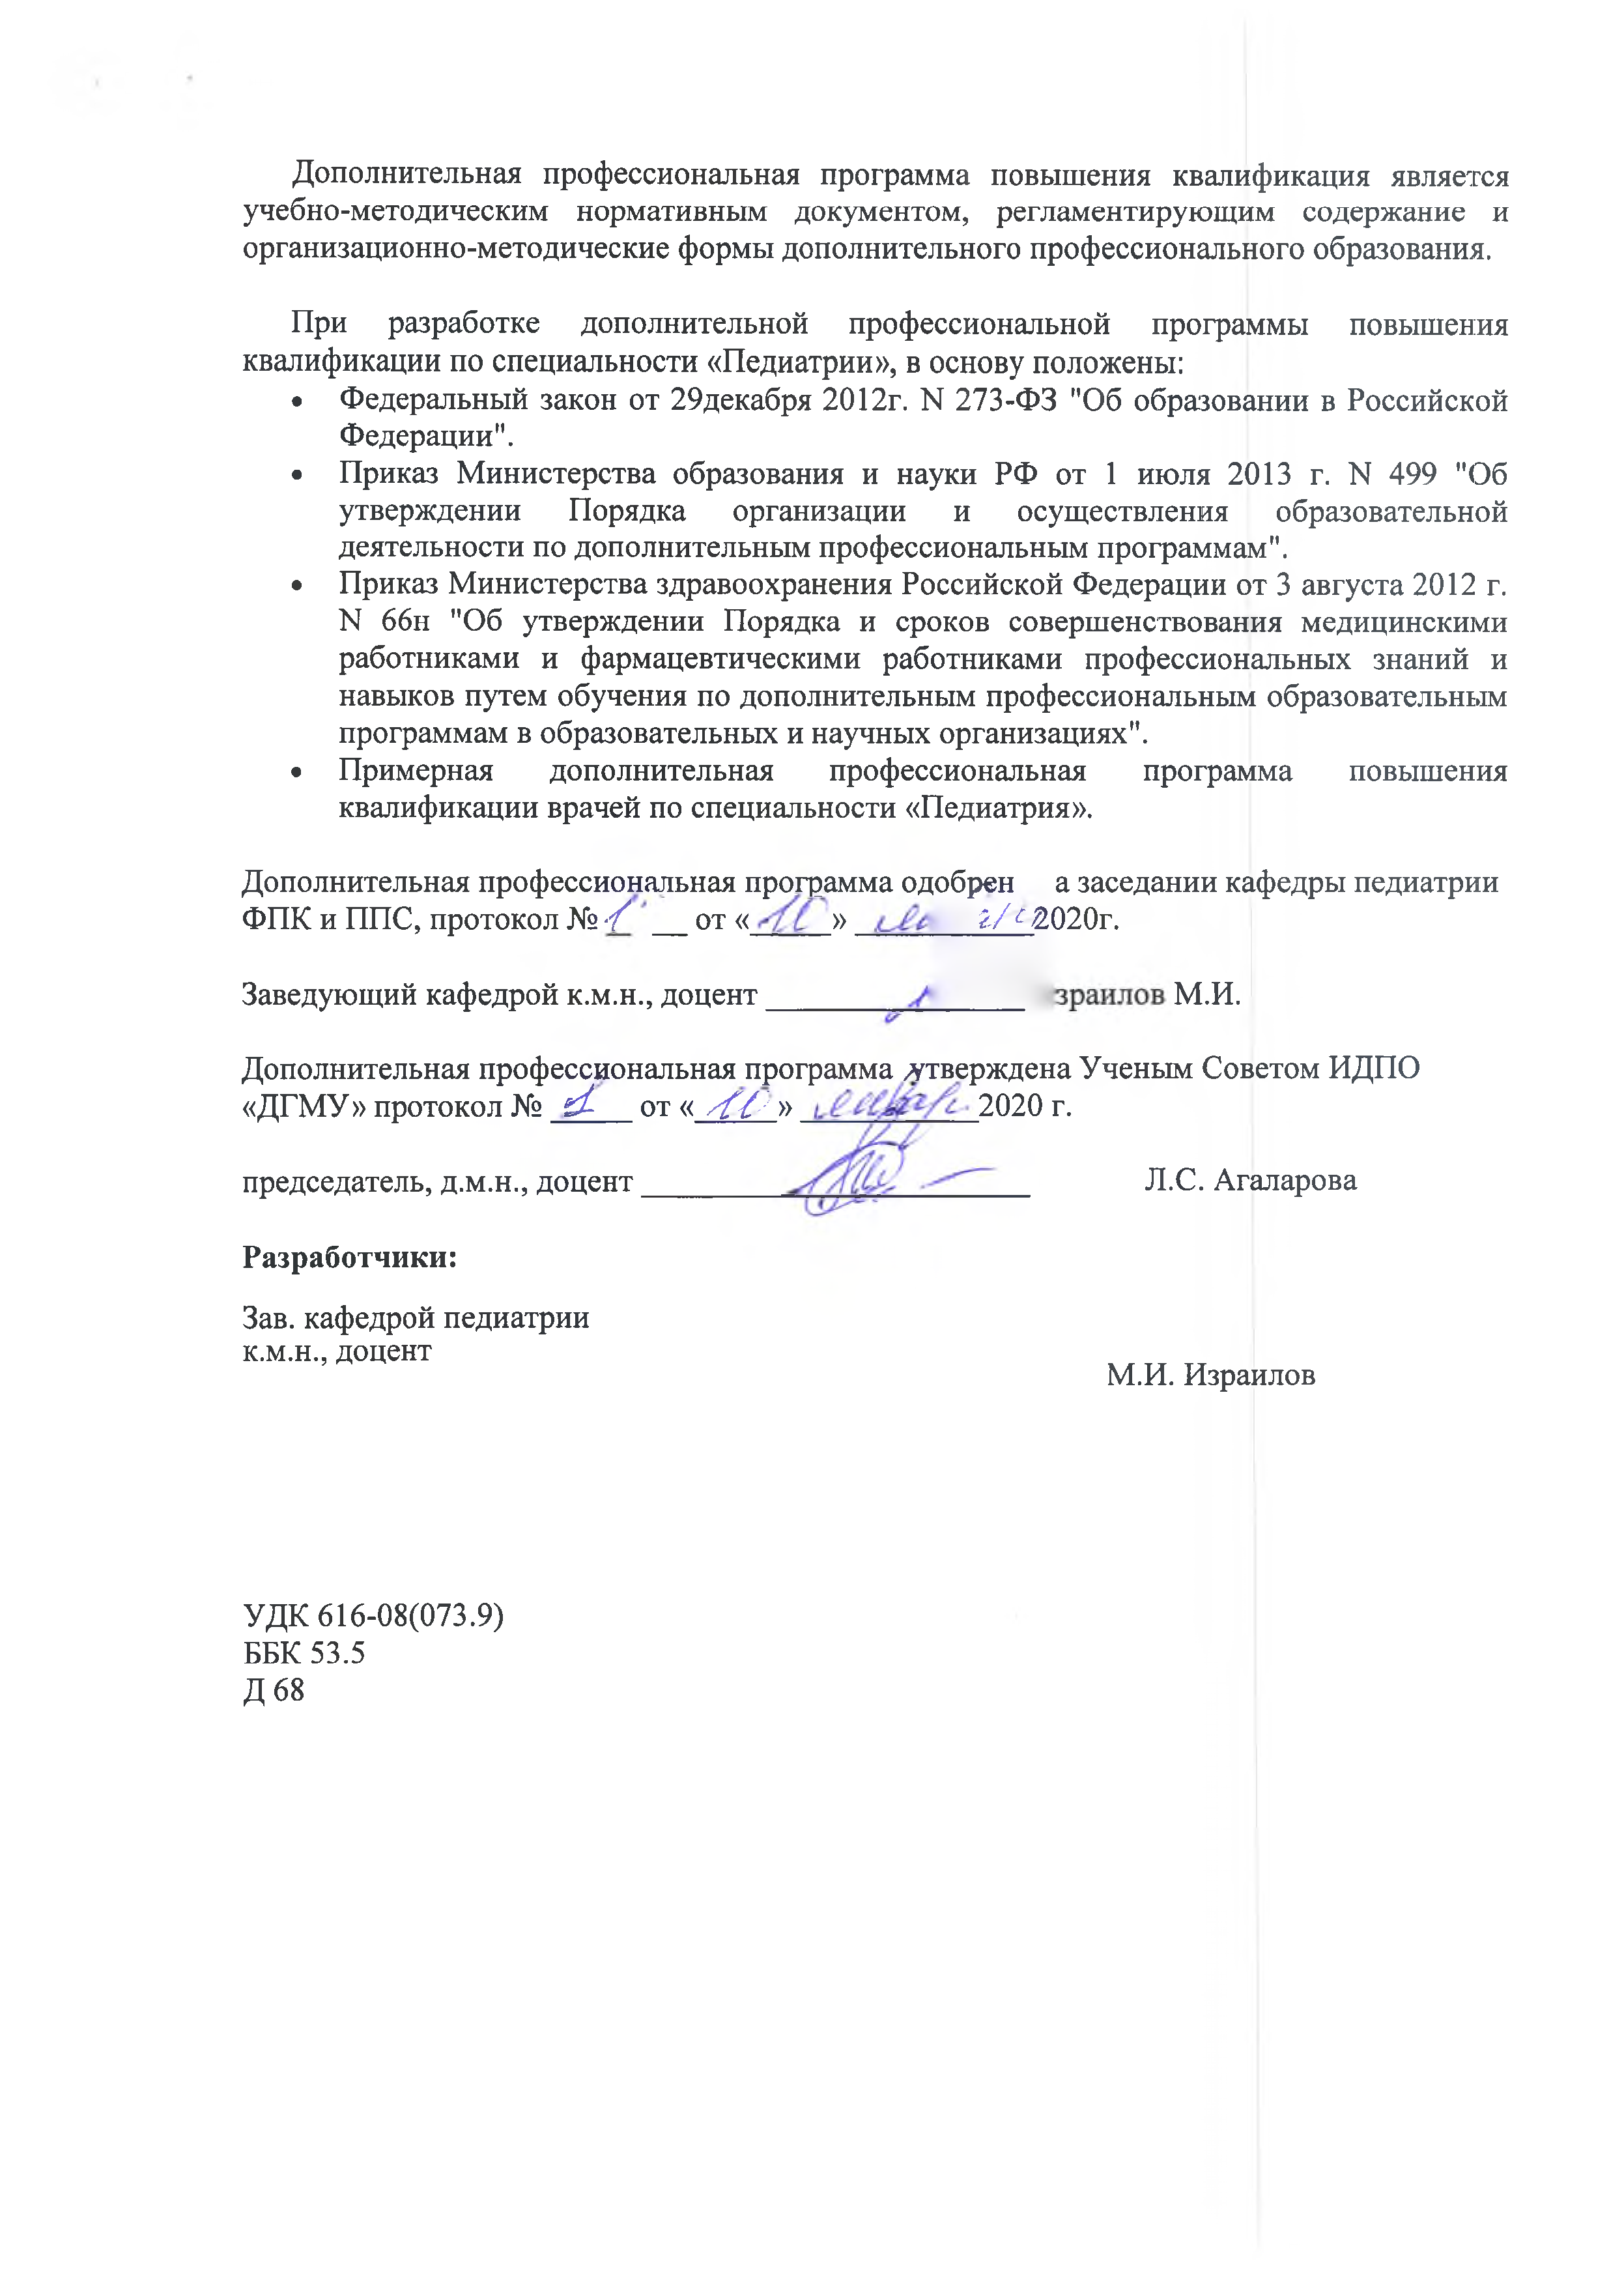 Дополнительная профессиональная программа повышения квалификация является
учебно-методическим нормативным документом, регламентирующим содержание и
организационно-методические формы дополнительного профессионального образования.
При разработке дополнительной профессиональной программы повышения
квалификации по специальности «Педиатрии», в основу положены:
• Федеральный закон от 29декабря 2012г. N 273-ФЗ "Об образовании в Российской
Федерации".
• Приказ Министерства образования и науки РФ от 1 июля 2013 г. N 499 "Об
утверждении Порядка организации и осуществления образовательной
деятельности по дополнительным профессиональным программам".
• Приказ Министерства здравоохранения Российской Федерации от 3 августа 2012 г.
N 66н "Об утверждении Порядка и сроков совершенствования медицинскими
работниками и фармацевтическими работниками профессиональных знаний и
навыков путем обучения по дополнительным профессиональным образовательным
программам в образовательных и научных организациях".
• Примерная дополнительная профессиональная программа повышения
квалификации врачей по специальности «Педиатрия».
Дополнительная профессиональная программа одобрен а заседании кафедры педиатрии
ФПК и ППС, протокол № 1 от «10» 2020г.
Заведующий кафедрой к.м.н., доцент зраилов М.И.
Дополнительная профессиональная программа утверждена Ученым Советом ИДПО
«ДГМУ» протокол № 1 от «10» январ 2020 г.
председатель, д.м.н., доцент Л.С. Агаларова
Разработчики:
Зав. кафедрой педиатрии
к.м.н., доцент
М.И. Израилов
УДК 616-08(073.9)
ББК 53.5
Д 68